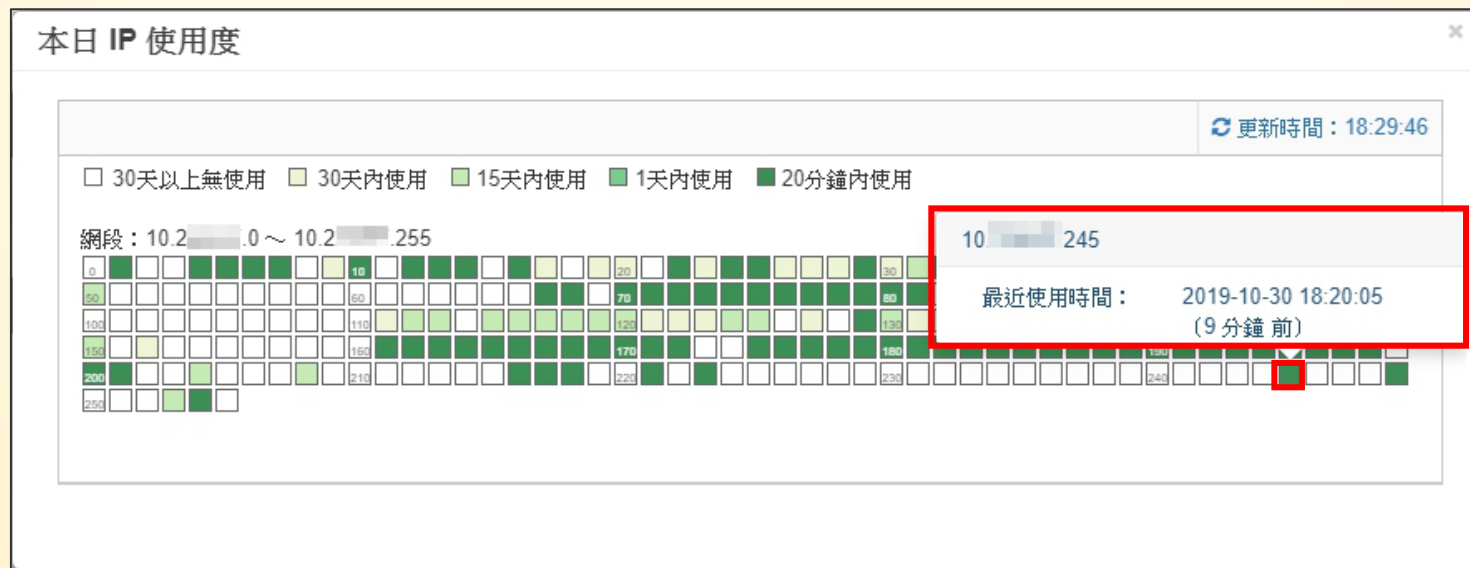 本日 IP 使用度
更新時間：18:29:46
30天以上無使用 30天內使用 15天內使用 1天內使用 20分鐘內使用
網段：10.2 .0 ～ 10.2 .255
10. 245
最近使用時間： 2019-10-30 18:20:05
（9 分鐘 前）
0 10 20 30
50 60 70 80
100 110 120 130
150 160 170 180 190
200 210 220 230 240
250